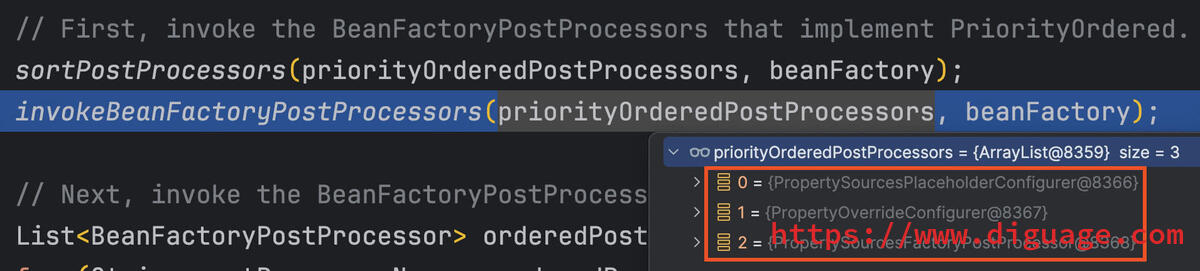 // First, invoke the BeanFactoryPostProcessors that implement PriorityOrdered.
sortPostProcessors(priorityOrderedPostProcessors, beanFactory);
invokeBeanFactoryPostProcessors(priorityOrderedPostProcessors, beanFactory);
priorityOrderedPostProcessors = {ArrayList@8359} size = 3
0 = {PropertySourcesPlaceholderConfigurer@8366}
// Next, invoke the BeanFactoryPostProcess
1 = {PropertyOverrideConfigurer@8367}
List<BeanFactoryPostProcessor> orderedPost
2 = {PropertySourcesFactoryPostProcessor@8368}
https://www.diguage.com